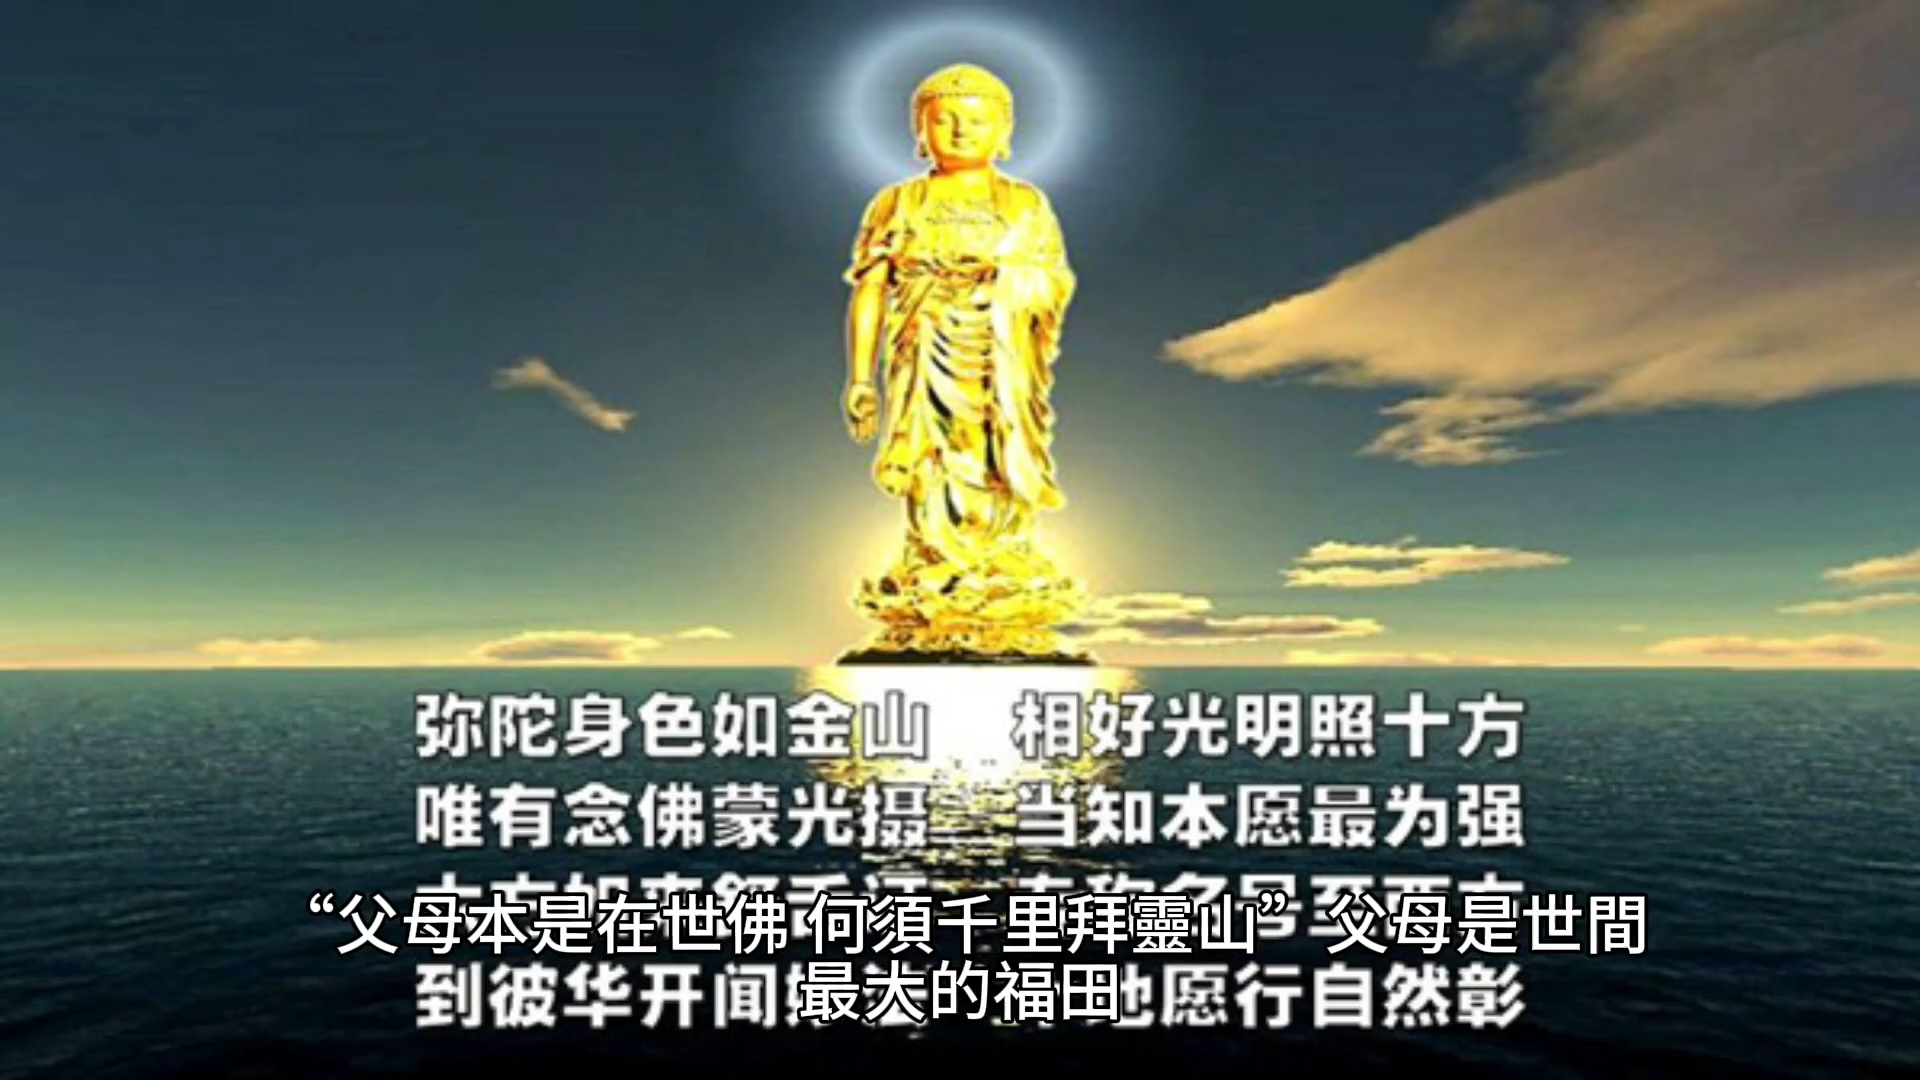 弥陀身色如金山 相好光明照十方
唯有念佛蒙光摄 当知本愿最为强
“父母本是在世佛 何須千里拜靈山” 父母是世間
最大的福田
到彼华开闻 地愿行自然彰